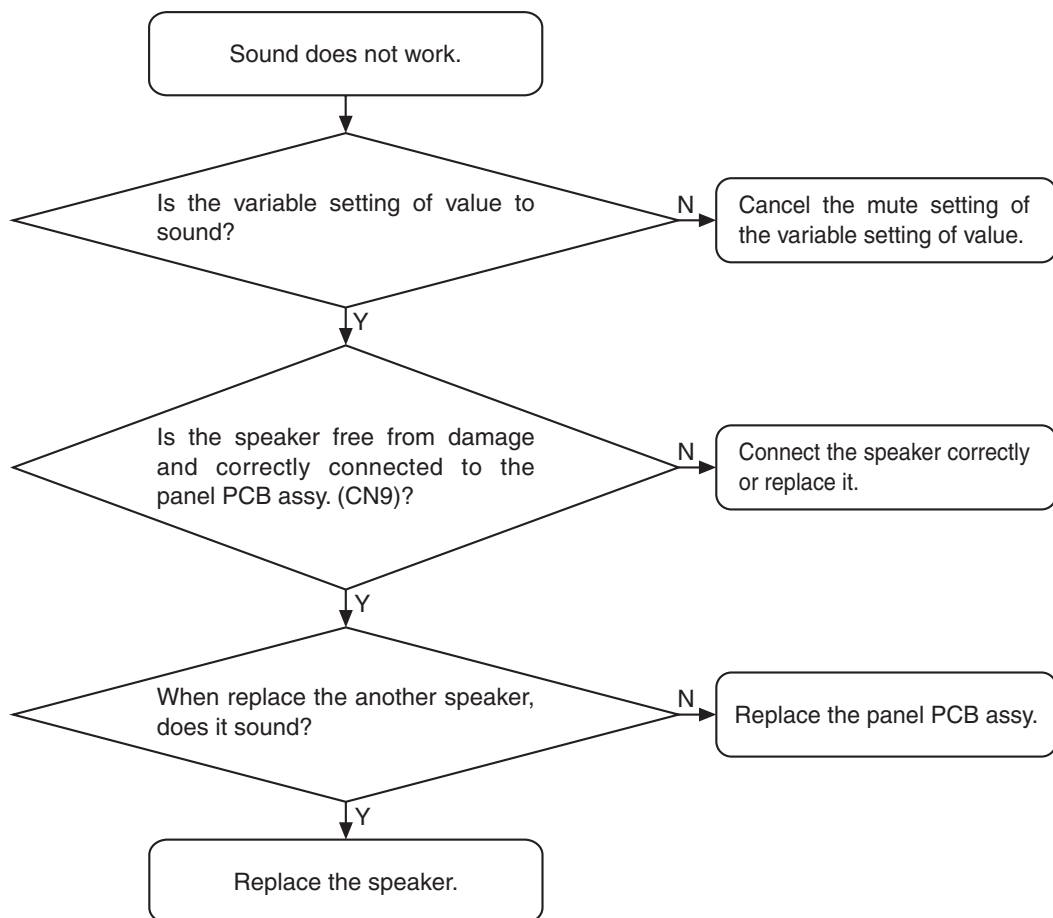 Sound does not work.
Is the variable setting of value to
sound?
N
Cancel the mute setting of
the variable setting of value.
Y
Is the speaker free from damage
and correctly connected to the
panel PCB assy. (CN9)?
N
Connect the speaker correctly
or replace it.
Y
When replace the another speaker,
does it sound?
N
Replace the panel PCB assy.
Y
Replace the speaker.